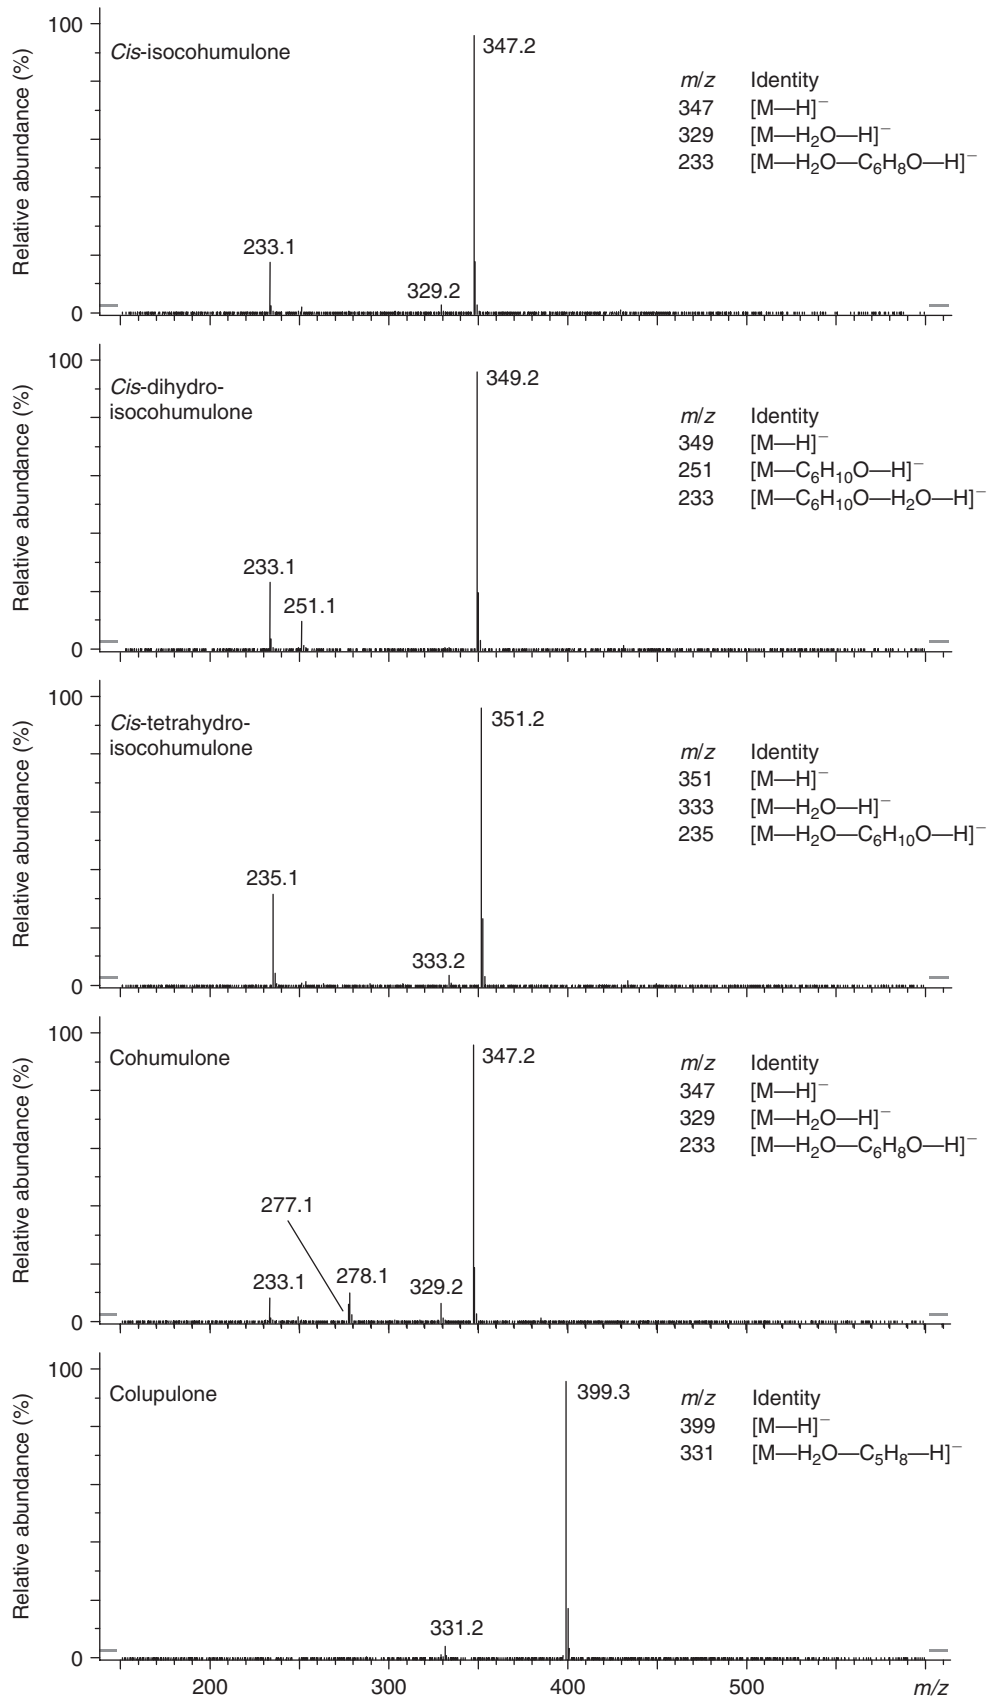 Relative abundance (%)
100
0
Cis-isocohumulone
347.2
233.1
329.2
m/z Identity
347 [M—H]⁻
329 [M—H₂O—H]⁻
233 [M—H₂O—C₆H₈O—H]⁻
Relative abundance (%)
100
0
Cis-dihydro-
isocohumulone
349.2
233.1
251.1
m/z Identity
349 [M—H]⁻
251 [M—C₆H₁₀O—H]⁻
233 [M—C₆H₁₀O—H₂O—H]⁻
Relative abundance (%)
100
0
Cis-tetrahydro-
isocohumulone
351.2
235.1
333.2
m/z Identity
351 [M—H]⁻
333 [M—H₂O—H]⁻
235 [M—H₂O—C₆H₁₀O—H]⁻
Relative abundance (%)
100
0
Cohumulone
347.2
277.1
233.1
278.1
329.2
m/z Identity
347 [M—H]⁻
329 [M—H₂O—H]⁻
233 [M—H₂O—C₆H₈O—H]⁻
Relative abundance (%)
100
0
Colupulone
399.3
331.2
m/z Identity
399 [M—H]⁻
331 [M—H₂O—C₅H₈—H]⁻
200 300 400 500 m/z